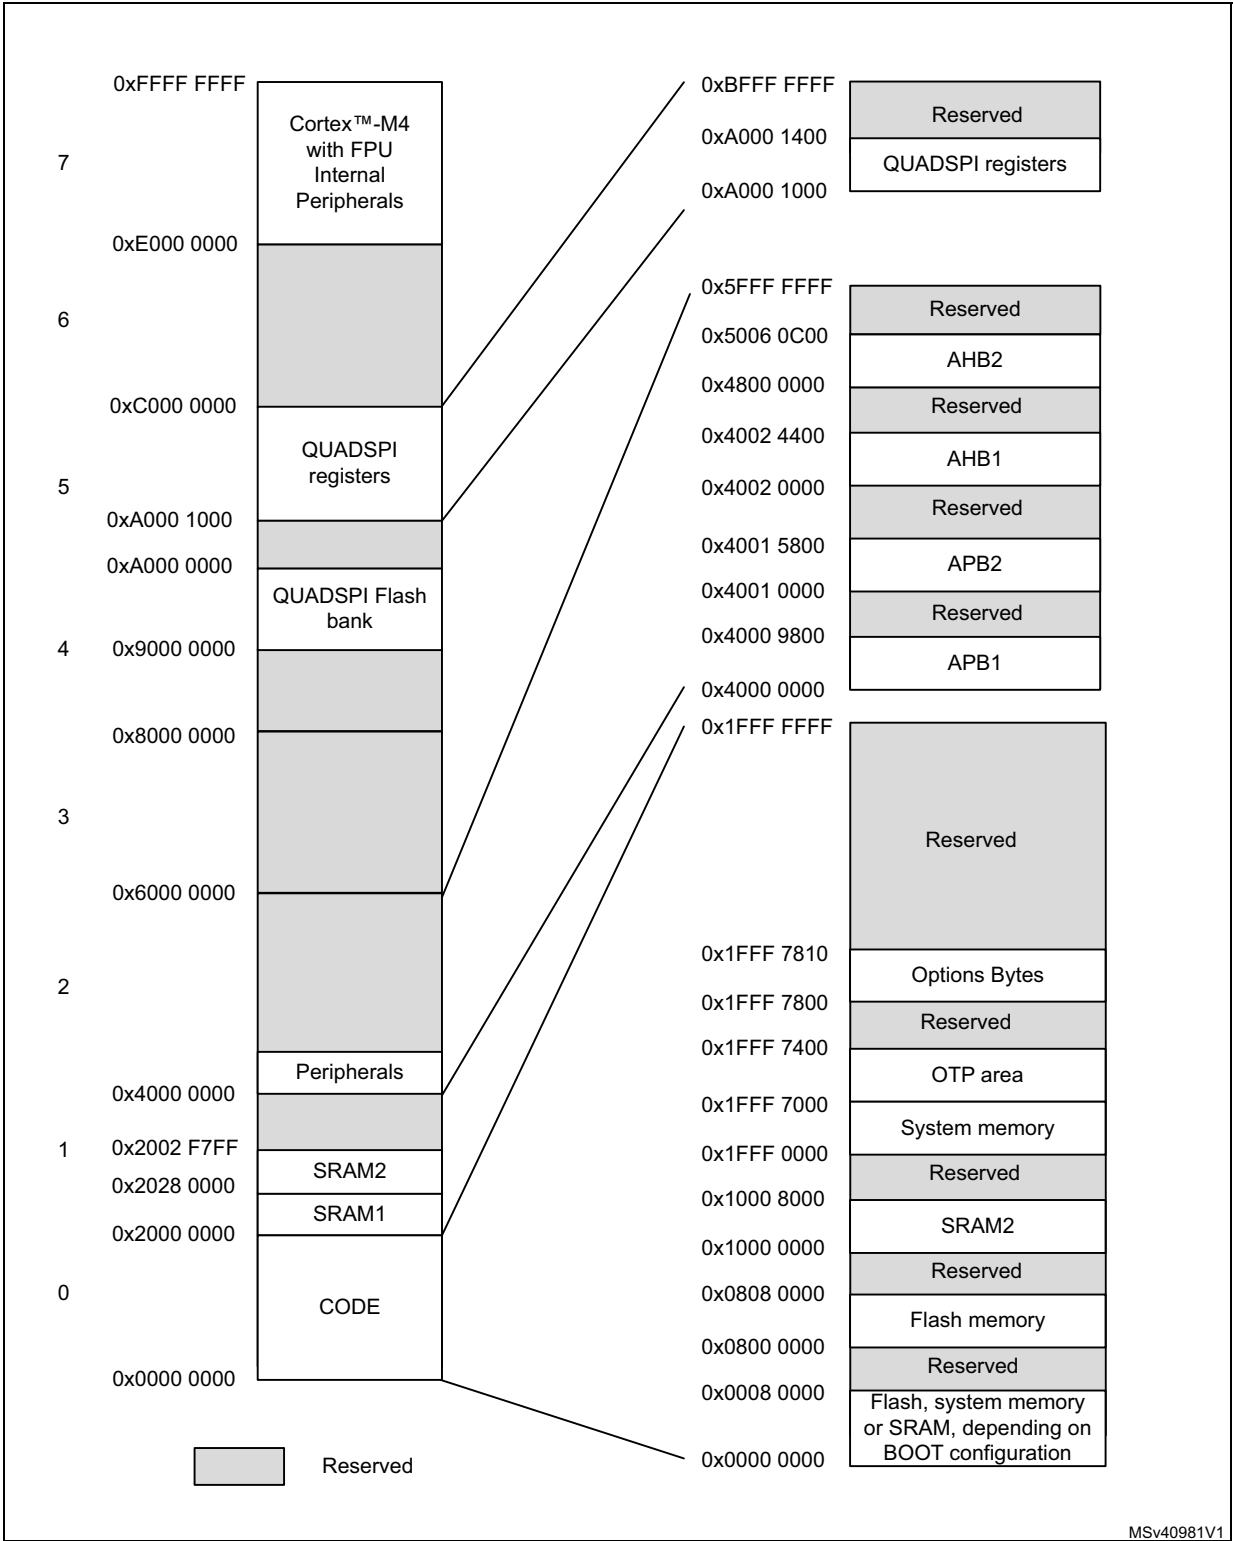 0xFFFF FFFF
Cortex™-M4
with FPU
Internal
Peripherals
7
0xE000 0000
6
0xC000 0000
QUADSPI
registers
5
0xA000 1000
0xA000 0000
QUADSPI Flash
bank
4
0x9000 0000
0x8000 0000
3
0x6000 0000
2
Peripherals
0x4000 0000
1
0x2002 F7FF
SRAM2
0x2028 0000
SRAM1
0x2000 0000
0
CODE
0x0000 0000
Reserved
0xBFFF FFFF
Reserved
0xA000 1400
QUADSPI registers
0xA000 1000
0x5FFF FFFF
Reserved
0x5006 0C00
AHB2
0x4800 0000
Reserved
0x4002 4400
AHB1
0x4002 0000
Reserved
0x4001 5800
APB2
0x4001 0000
Reserved
0x4000 9800
APB1
0x4000 0000
0x1FFF FFFF
Reserved
0x1FFF 7810
Options Bytes
0x1FFF 7800
Reserved
0x1FFF 7400
OTP area
0x1FFF 7000
System memory
0x1FFF 0000
Reserved
0x1000 8000
SRAM2
0x1000 0000
Reserved
0x0808 0000
Flash memory
0x0800 0000
Reserved
0x0008 0000
Flash, system memory
or SRAM, depending on
BOOT configuration
0x0000 0000
MSv40981V1